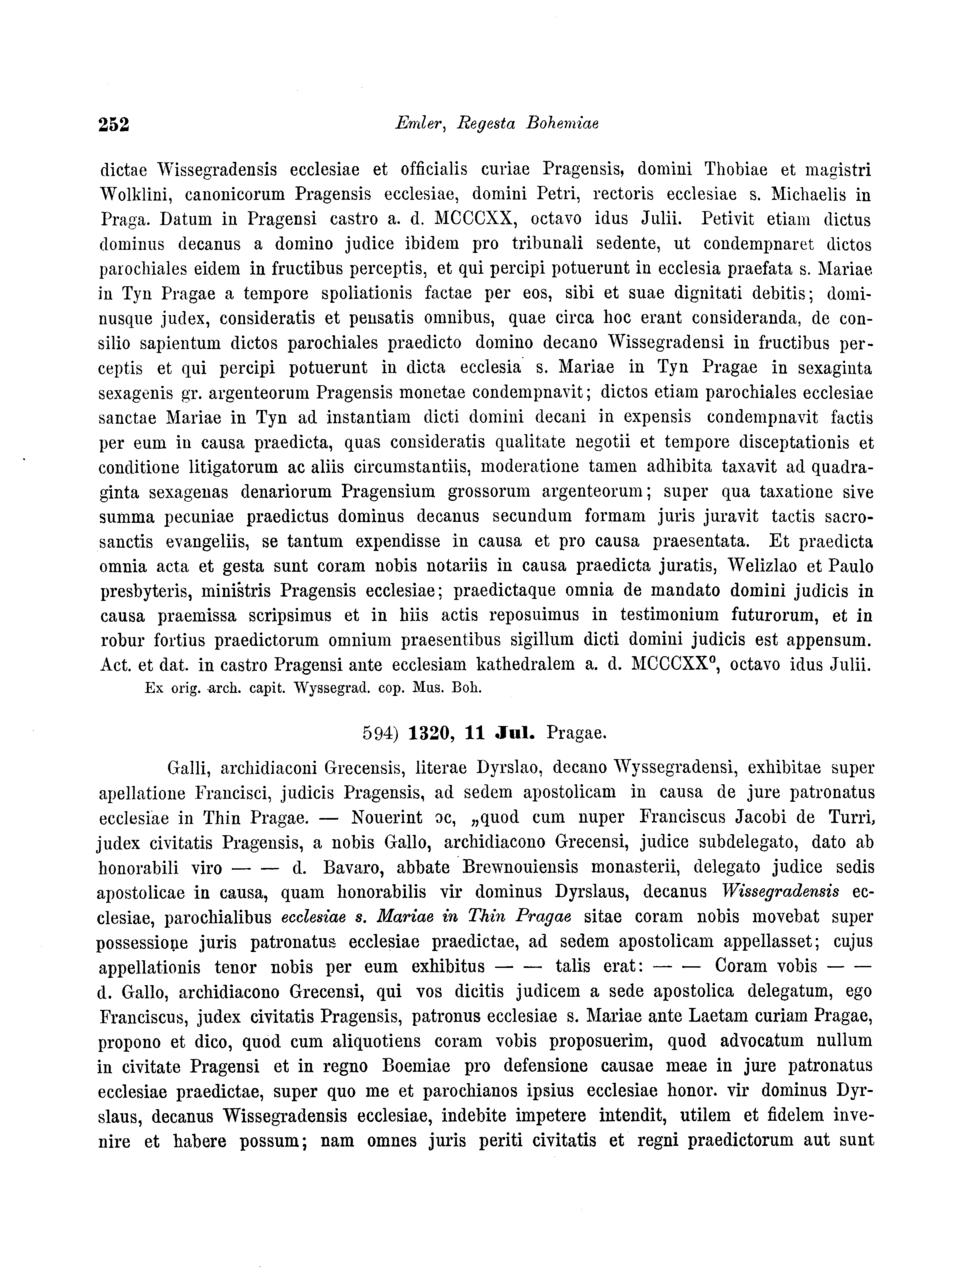 252 Emler, Regesta Bohemiae
dictae Wissegradensis ecclesiae et officialis curiae Pragensis, domini Thobiae et magistri
Wolklini, canonicorum Pragensis ecclesiae, domini Petri, rectoris ecclesiae s. Michaelis in
Praga. Datum in Pragensi castro a. d. MCCCXX, octavo idus Julii. Petivit etiam dictus
dominus decanus a domino judice ibidem pro tribunali sedente, ut condempnaret dictos
parochiales eidem in fructibus perceptis, et qui percipi potuerunt in ecclesia praefata s. Mariae
in Tyn Pragae a tempore spoliationis factae per eos, sibi et suae dignitati debitis; domi-
nusque judex, consideratis et pensatis omnibus, quae circa hoc erant consideranda, de con-
silio sapientum dictos parochiales praedicto domino decano Wissegradensi in fructibus per-
ceptis et qui percipi potuerunt in dicta ecclesia s. Mariae in Tyn Pragae in sexaginta
sexagenis gr. argenteorum Pragensis monetae condempnavit; dictos etiam parochiales ecclesiae
sanctae Mariae in Tyn ad instantiam dicti domini decani in expensis condempnavit factis
per eum in causa praedicta, quas consideratis qualitate negotii et tempore disceptationis et
conditione litigatorum ac aliis circumstantiis, moderatione tamen adhibita taxavit ad quadra-
ginta sexagenas denariorum Pragensium grossorum argenteorum; super qua taxatione sive
summa pecuniae praedictus dominus decanus secundum formam juris juravit tactis sacro-
sanctis evangeliis, se tantum expendisse in causa et pro causa praesentata. Et praedicta
omnia acta et gesta sunt coram nobis notariis in causa praedicta juratis, Welizlao et Paulo
presbyteris, ministris Pragensis ecclesiae; praedictaque omnia de mandato domini judicis in
causa praemissa scripsimus et in hiis actis reposuimus in testimonium futurorum, et in
robur fortius praedictorum omnium praesentibus sigillum dicti domini judicis est appensum.
Act. et dat. in castro Pragensi ante ecclesiam kathedralem a. d. MCCCXX⁰, octavo idus Julii.
Ex orig. arch. capit. Wyssegrad. cop. Mus. Boh.
594) 1320, 11 Jul. Pragae.
Galli, archidiaconi Grecensis, literae Dyrslao, decano Wyssegradensi, exhibitae super
apellatione Francisci, judicis Pragensis, ad sedem apostolicam in causa de jure patronatus
ecclesiae in Thin Pragae. — Nouerint ɔc, „quod cum nuper Franciscus Jacobi de Turri,
judex civitatis Pragensis, a nobis Gallo, archidiacono Grecensi, judice subdelegato, dato ab
honorabili viro — — d. Bavaro, abbate Brewnouiensis monasterii, delegato judice sedis
apostolicae in causa, quam honorabilis vir dominus Dyrslaus, decanus Wissegradensis ec-
clesiae, parochialibus ecclesiae s. Mariae in Thin Pragae sitae coram nobis movebat super
possessione juris patronatus ecclesiae praedictae, ad sedem apostolicam appellasset; cujus
appellationis tenor nobis per eum exhibitus — — talis erat: — — Coram vobis — —
d. Gallo, archidiacono Grecensi, qui vos dicitis judicem a sede apostolica delegatum, ego
Franciscus, judex civitatis Pragensis, patronus ecclesiae s. Mariae ante Laetam curiam Pragae,
propono et dico, quod cum aliquotiens coram vobis proposuerim, quod advocatum nullum
in civitate Pragensi et in regno Boemiae pro defensione causae meae in jure patronatus
ecclesiae praedictae, super quo me et parochianos ipsius ecclesiae honor. vir dominus Dyr-
slaus, decanus Wissegradensis ecclesiae, indebite impetere intendit, utilem et fidelem inve-
nire et habere possum; nam omnes juris periti civitatis et regni praedictorum aut sunt